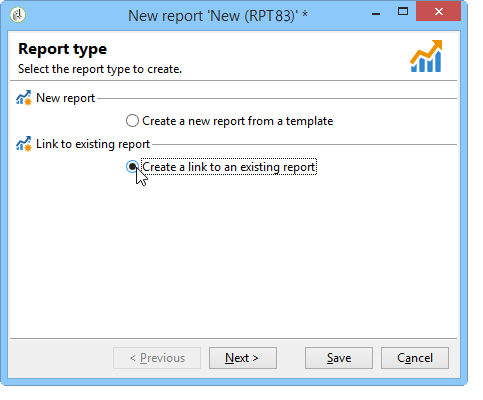 New report 'New (RPT83)' *
Report type
Select the report type to create.
New report
Create a new report from a template
Link to existing report
Create a link to an existing report
< Previous
Next >
Save
Cancel